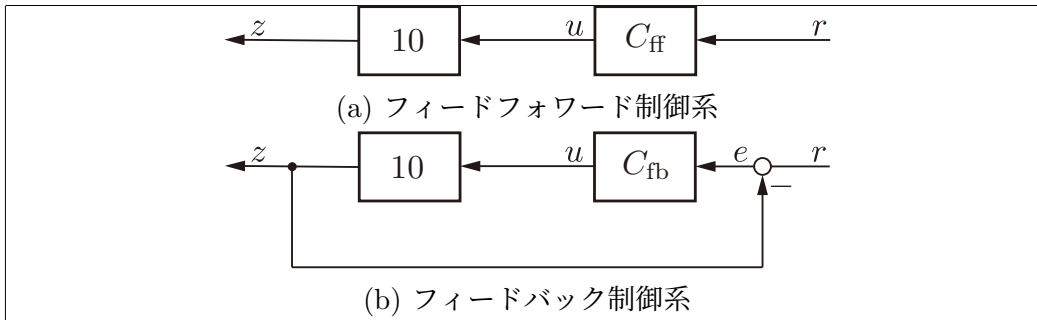 z 10 u C_ff r
(a) フィードフォワード制御系
z 10 u C_fb e r
−
(b) フィードバック制御系